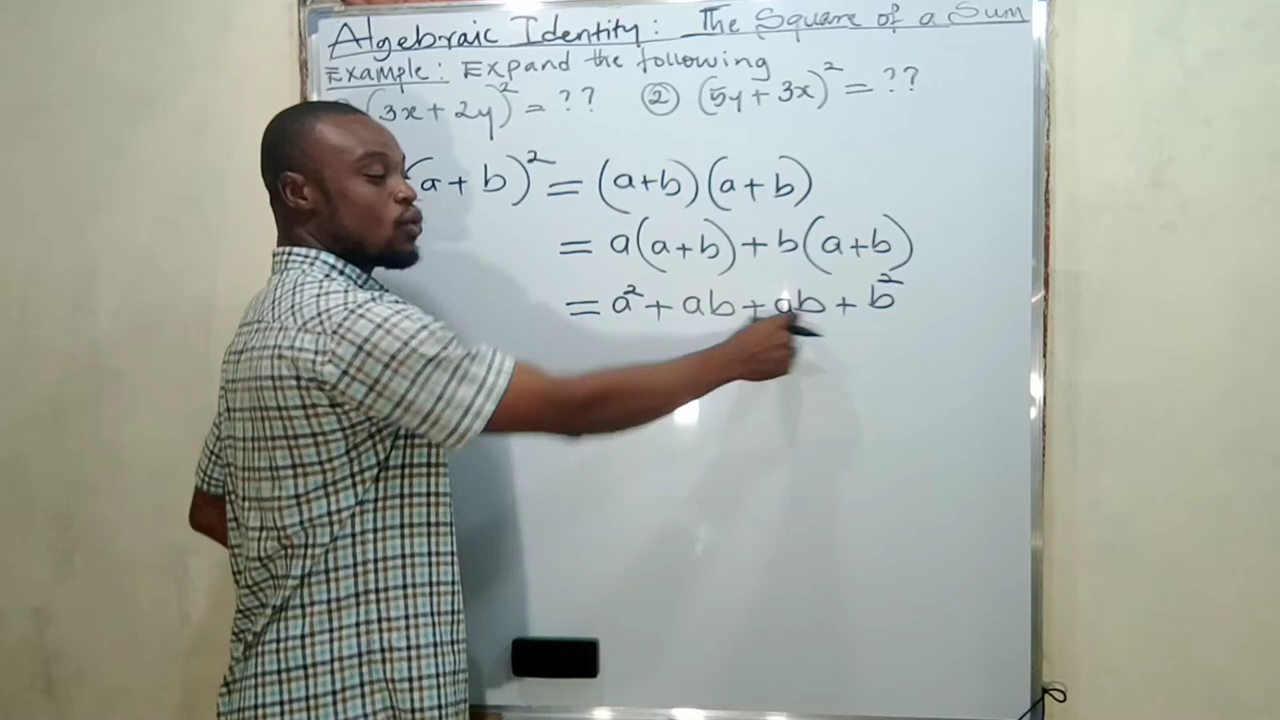 Algebraic Identity: The Square of a Sum
Example: Expand the following
(3x + 2y)² = ?? ② (5y + 3x)² = ??
(a + b)² = (a+b)(a + b)
= a(a+b) + b(a+b)
= a² + ab + ab + b²